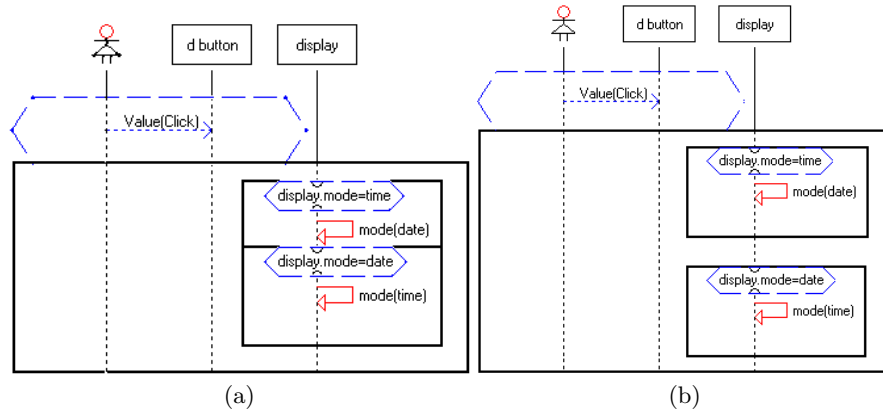 d button
display
Value(Click)
display.mode=time
mode(date)
display.mode=date
mode(time)
(a)
d button
display
Value(Click)
display.mode=time
mode(date)
display.mode=date
mode(time)
(b)